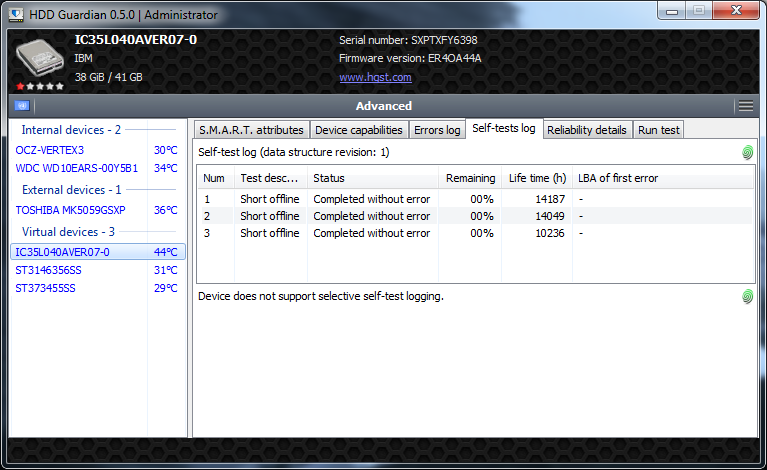 HDD Guardian 0.5.0 | Administrator
IC35L040AVER07-0
IBM
38 GiB / 41 GB
Serial number: SXPTXFY6398
Firmware version: ER4OA44A
www.hgst.com
Advanced
Internal devices - 2
OCZ-VERTEX3 30°C
WDC WD10EARS-00Y5B1 34°C
External devices - 1
TOSHIBA MK5059GSXP 36°C
Virtual devices - 3
IC35L040AVER07-0 44°C
ST3146356SS 31°C
ST373455SS 29°C
S.M.A.R.T. attributes Device capabilities Errors log Self-tests log Reliability details Run test
Self-test log (data structure revision: 1)
Num Test desc... Status Remaining Life time (h) LBA of first error
1 Short offline Completed without error 00% 14187 -
2 Short offline Completed without error 00% 14049 -
3 Short offline Completed without error 00% 10236 -
Device does not support selective self-test logging.